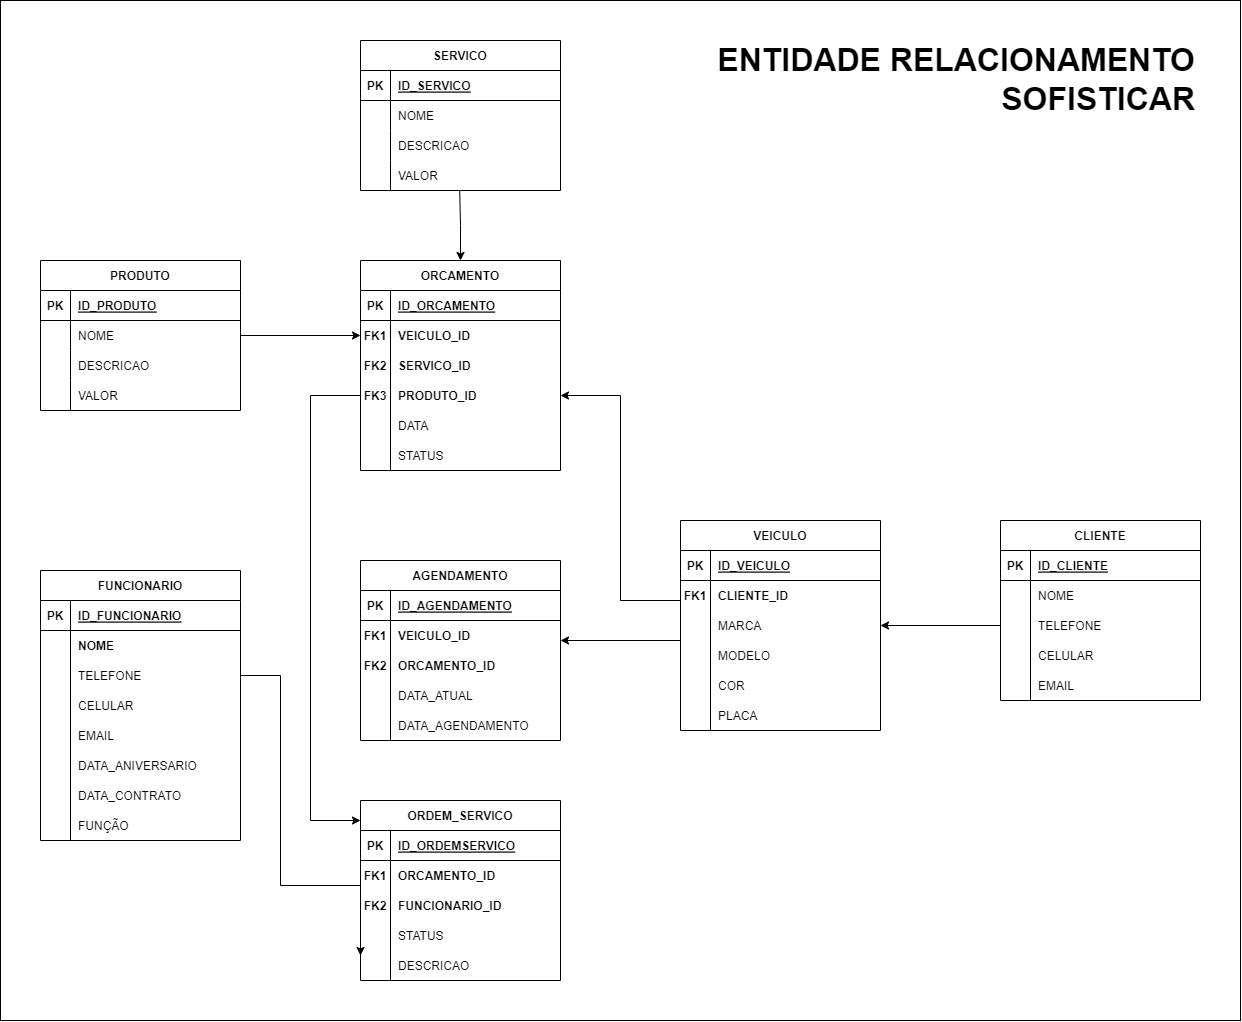 ENTIDADE RELACIONAMENTO
SOFISTICAR
SERVICO
PK ID_SERVICO
NOME
DESCRICAO
VALOR
PRODUTO
PK ID_PRODUTO
NOME
DESCRICAO
VALOR
ORCAMENTO
PK ID_ORCAMENTO
FK1 VEICULO_ID
FK2 SERVICO_ID
FK3 PRODUTO_ID
DATA
STATUS
VEICULO
PK ID_VEICULO
FK1 CLIENTE_ID
MARCA
MODELO
COR
PLACA
CLIENTE
PK ID_CLIENTE
NOME
TELEFONE
CELULAR
EMAIL
FUNCIONARIO
PK ID_FUNCIONARIO
NOME
TELEFONE
CELULAR
EMAIL
DATA_ANIVERSARIO
DATA_CONTRATO
FUNÇÃO
AGENDAMENTO
PK ID_AGENDAMENTO
FK1 VEICULO_ID
FK2 ORCAMENTO_ID
DATA_ATUAL
DATA_AGENDAMENTO
ORDEM_SERVICO
PK ID_ORDEMSERVICO
FK1 ORCAMENTO_ID
FK2 FUNCIONARIO_ID
STATUS
DESCRICAO